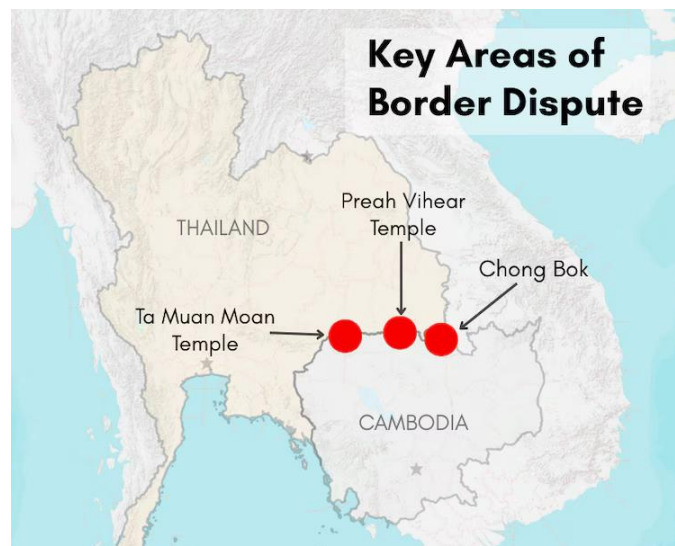 Key Areas of
Border Dispute
Preah Vihear
Temple
THAILAND
Chong Bok
Ta Muan Moan
Temple
CAMBODIA